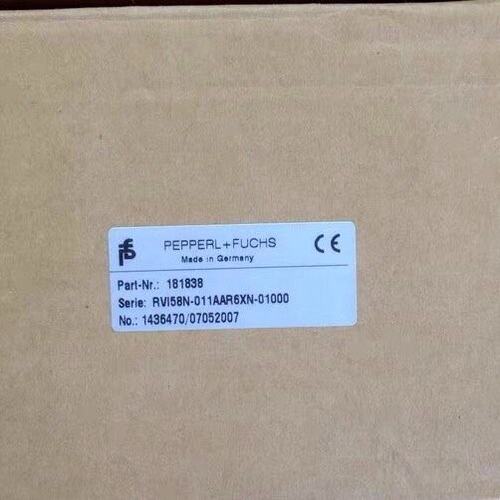 PEPPERL+FUCHS CE
Made in Germany
Part-Nr.: 181838
Serie: RVI58N-011AAR6XN-01000
No.: 1436470/07052007